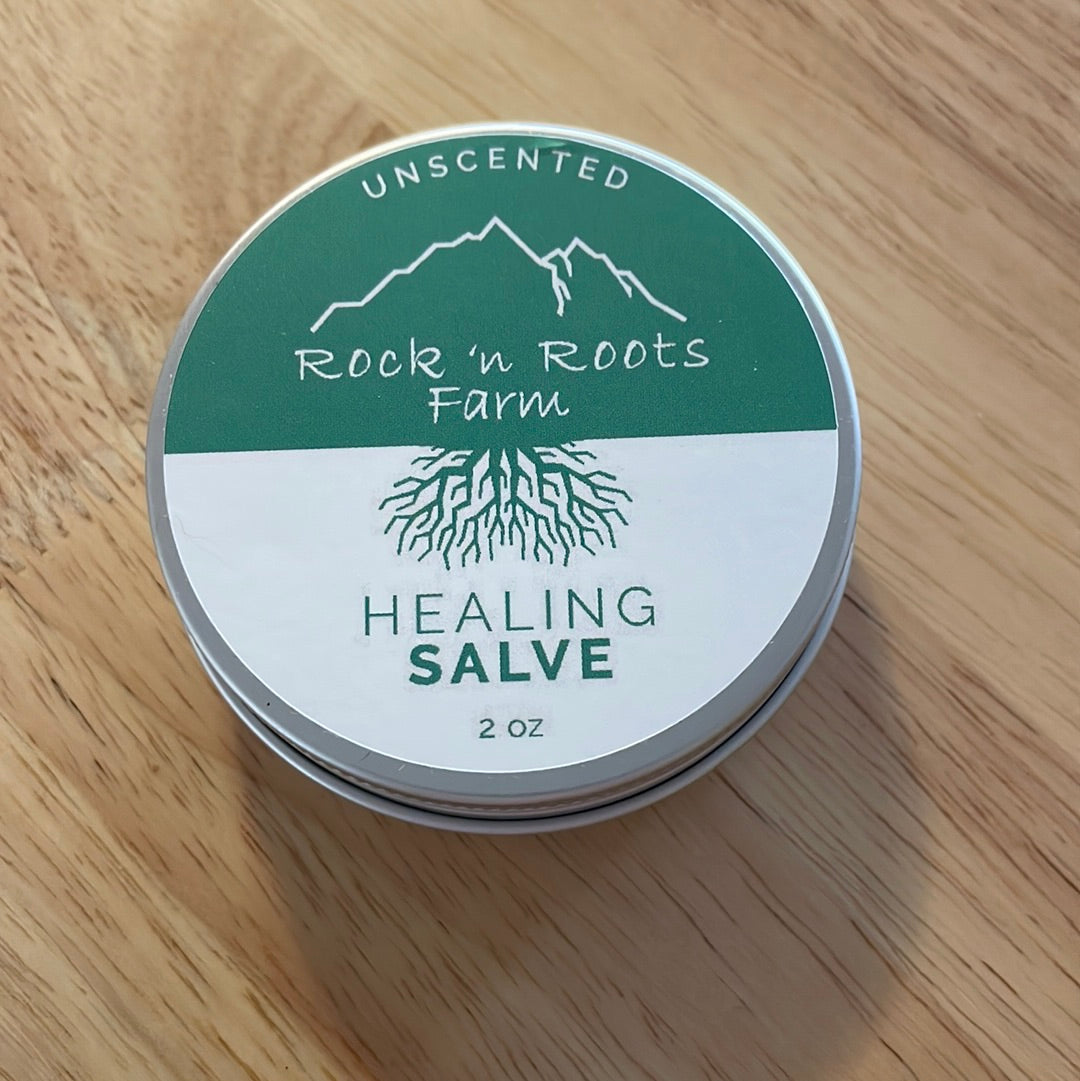 UNSCENTED
Rock 'n Roots
Farm
HEALING
SALVE
2 OZ